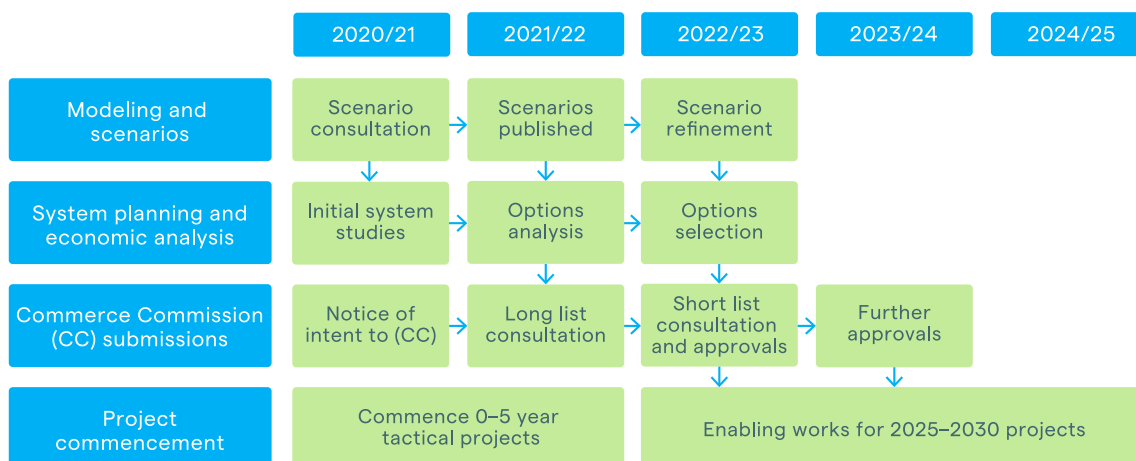 2020/21
2021/22
2022/23
2023/24
2024/25
Modeling and
scenarios
Scenario
consultation
Scenarios
published
Scenario
refinement
System planning and
economic analysis
Initial system
studies
Options
analysis
Options
selection
Commerce Commission
(CC) submissions
Notice of
intent to (CC)
Long list
consultation
Short list
consultation
and approvals
Further
approvals
Project
commencement
Commence 0–5 year
tactical projects
Enabling works for 2025–2030 projects